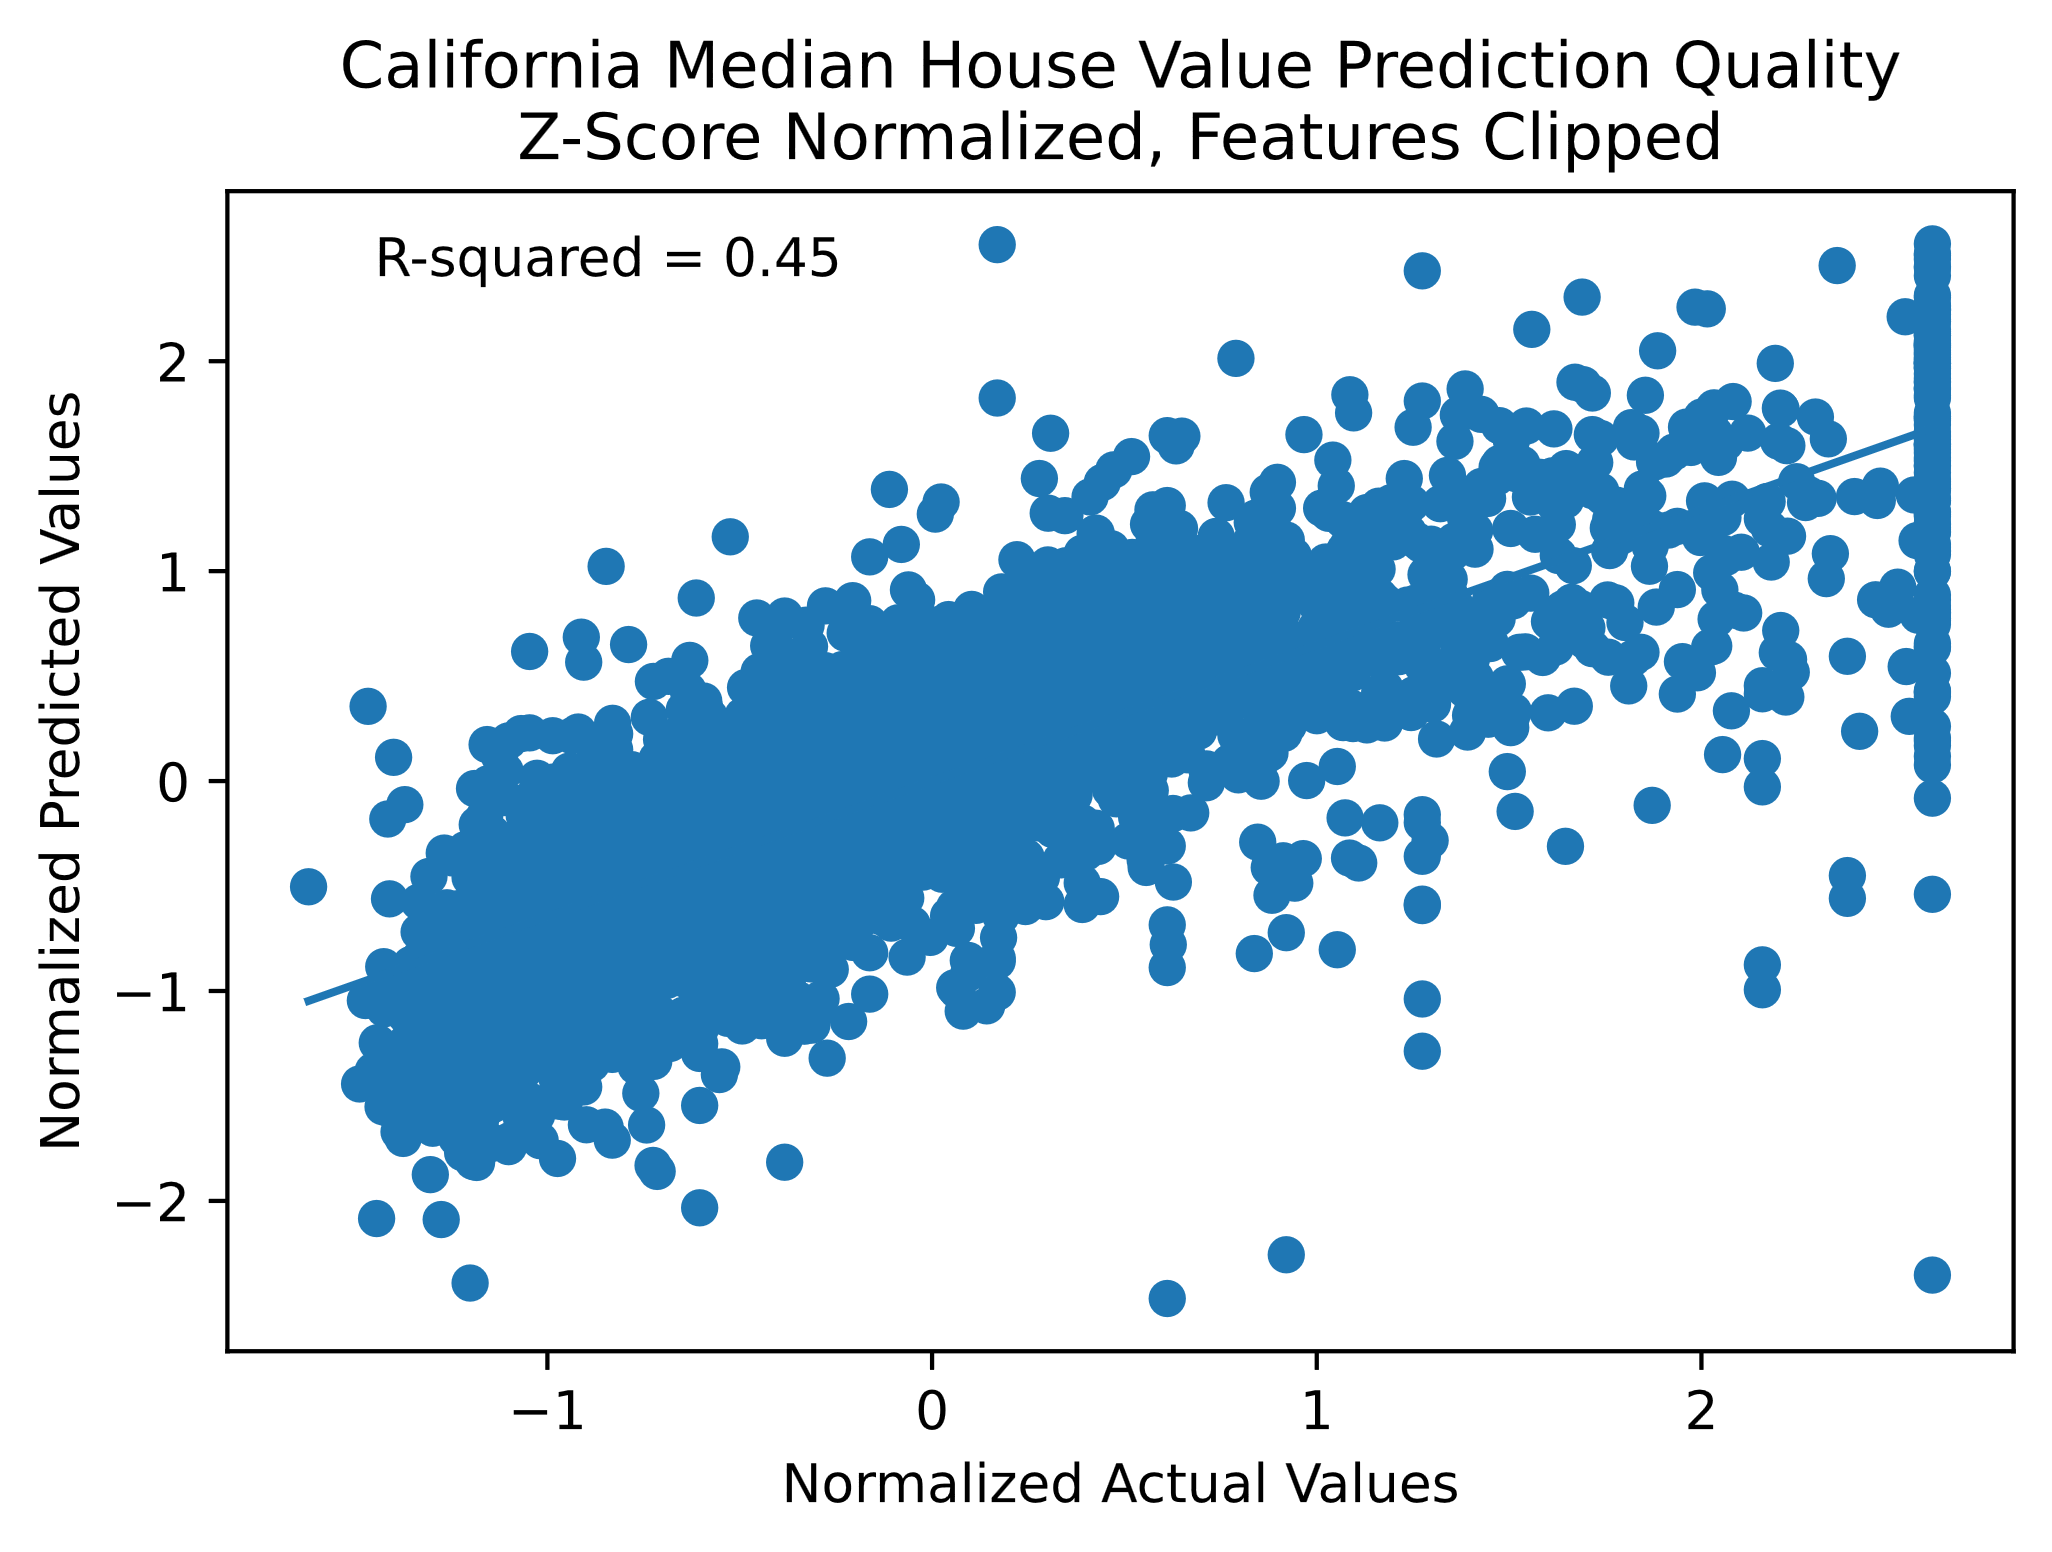 California Median House Value Prediction Quality
Z-Score Normalized, Features Clipped
R-squared = 0.45
Normalized Predicted Values
2
1
0
−1
−2
−1
0
1
2
Normalized Actual Values